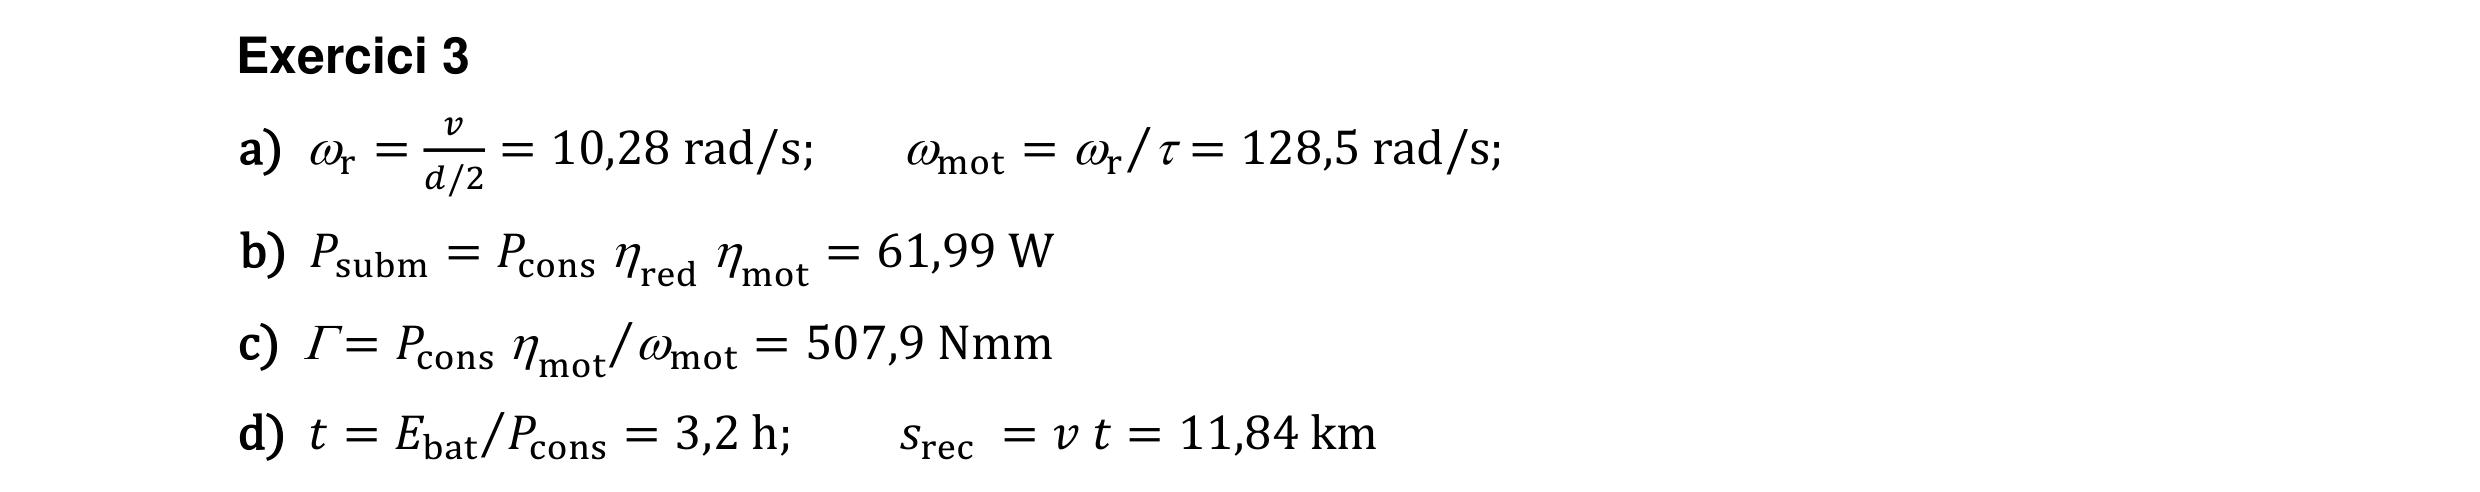 Exercici 3
a) ωr = v/(d/2) = 10,28 rad/s; ωmot = ωr/τ = 128,5 rad/s;
b) Psubm = Pcons ηred ηmot = 61,99 W
c) Γ = Pcons ηmot/ωmot = 507,9 Nmm
d) t = Ebat/Pcons = 3,2 h; srec = v t = 11,84 km